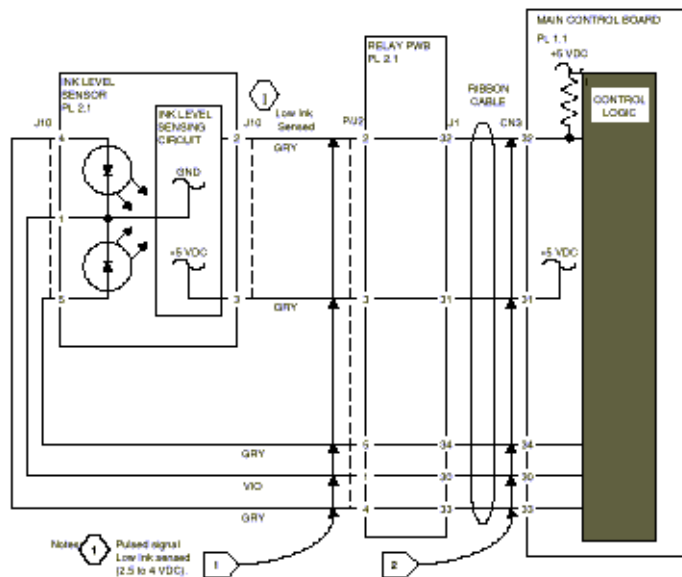 MAIN CONTROL BOARD
PL 1.1
+5 VDC
RELAY PWB
PL 2.1
INK LEVEL
SENSOR
PL 2.1
RIBBON
CABLE
CONTROL
LOGIC
INK LEVEL
SENSING
CIRCUIT
Low Ink
Sensed
J10
J10
P/J2
J1
CN3
4
2
GRY
2
32
32
GND
1
+5 VDC
+5 VDC
5
3
GRY
3
31
31
GRY
5
34
34
VIO
1
30
30
GRY
4
33
33
Notes:
1
Pulsed signal
Low Ink sensed
(2.5 to 4 VDC).
1
2